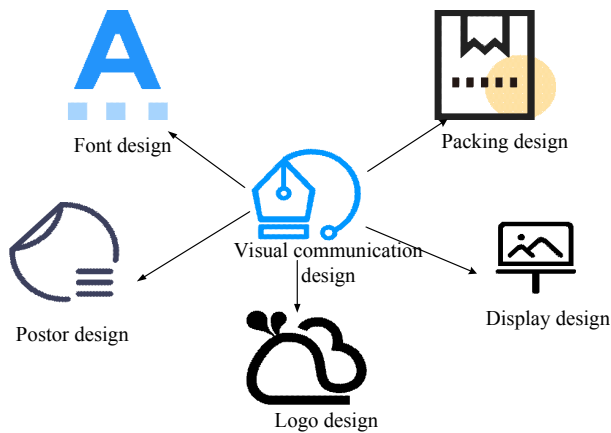 A
Font design
Packing design
Visual communication
design
Postor design
Display design
Logo design